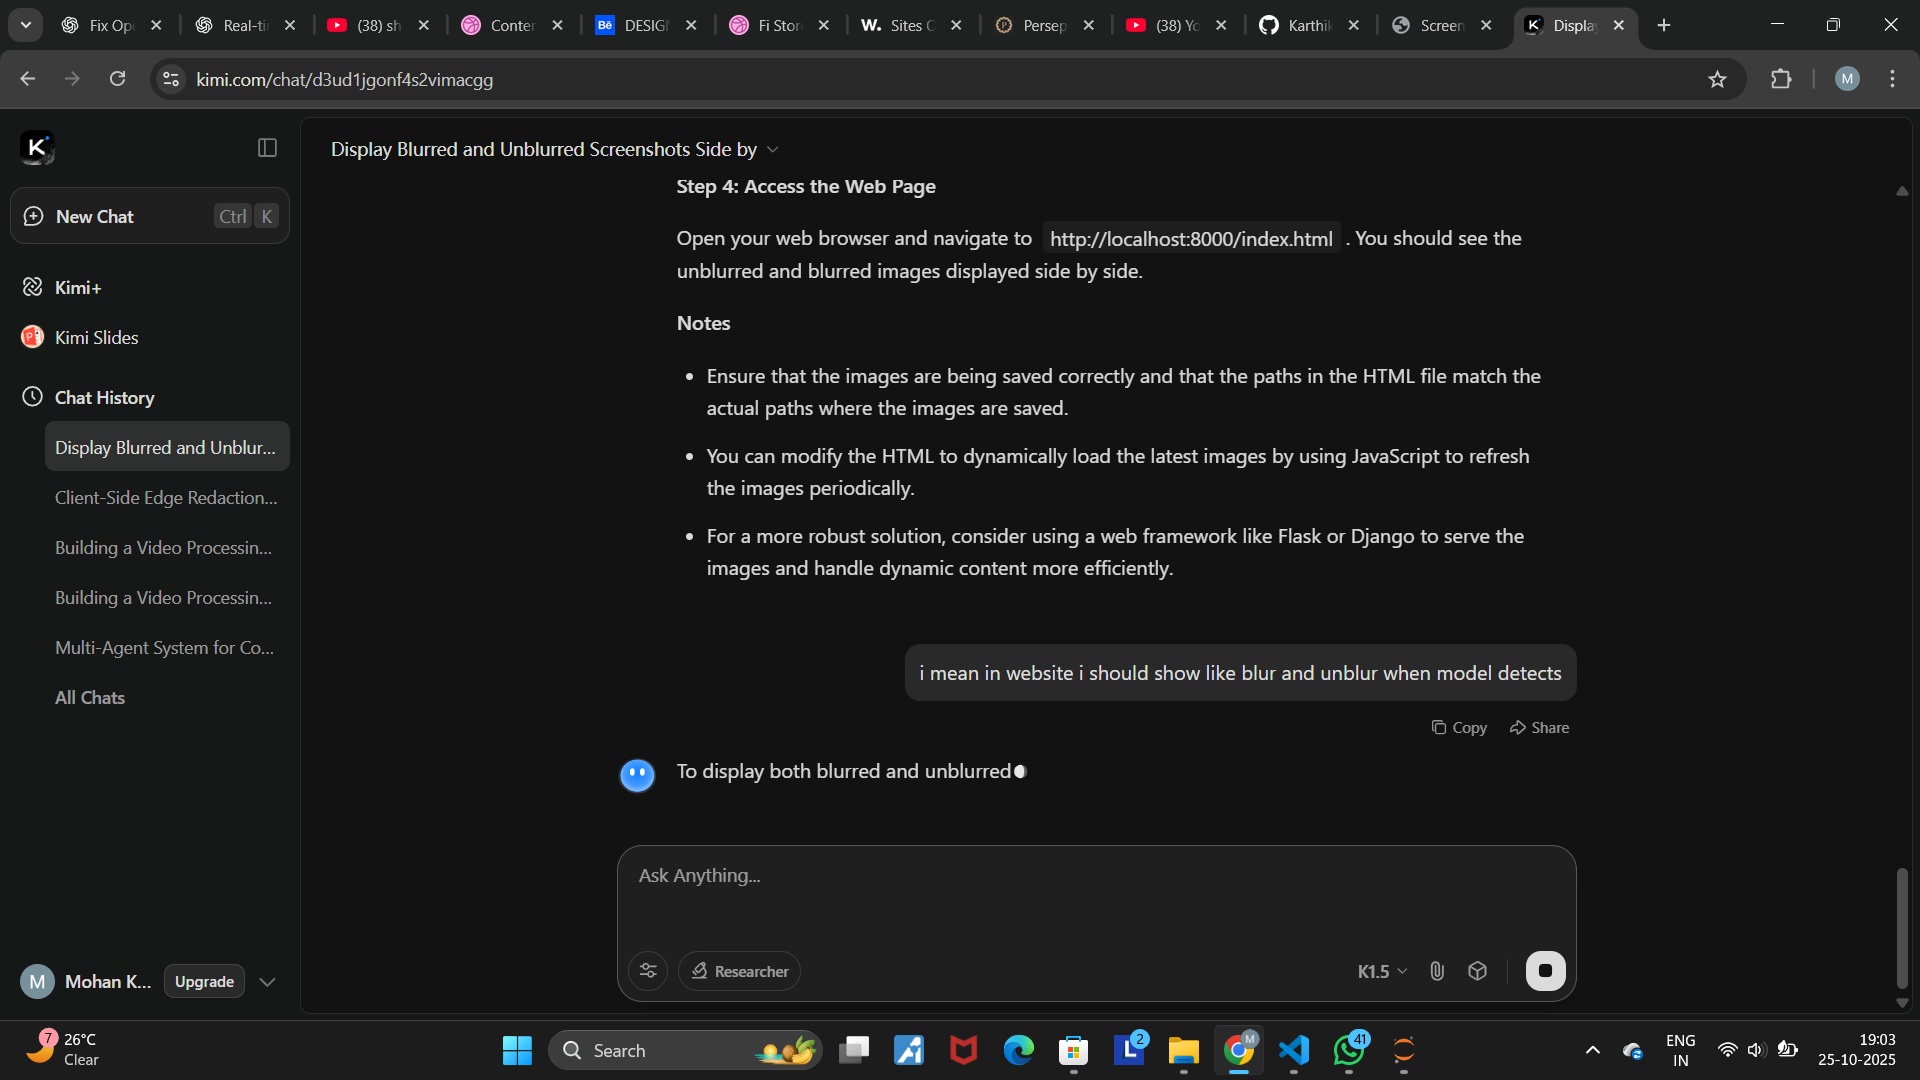 Fix Op
Real-ti
(38) sh
Conter
Bē
DESIG
Fi Stor
W.
Sites C
Persep
(38) Yo
Karthik
Screen
Display
kimi.com/chat/d3ud1jgonf4s2vimacgg
M
K
New Chat
Ctrl
K
Kimi+
Kimi Slides
Chat History
Display Blurred and Unblur...
Client-Side Edge Redaction...
Building a Video Processin...
Building a Video Processin...
Multi-Agent System for Co...
All Chats
M
Mohan K...
Upgrade
Display Blurred and Unblurred Screenshots Side by
Step 4: Access the Web Page
Open your web browser and navigate to http://localhost:8000/index.html . You should see the
unblurred and blurred images displayed side by side.
Notes
• Ensure that the images are being saved correctly and that the paths in the HTML file match the
actual paths where the images are saved.
• You can modify the HTML to dynamically load the latest images by using JavaScript to refresh
the images periodically.
• For a more robust solution, consider using a web framework like Flask or Django to serve the
images and handle dynamic content more efficiently.
i mean in website i should show like blur and unblur when model detects
Copy
Share
To display both blurred and unblurred
Ask Anything...
Researcher
K1.5
7
26°C
Clear
Search
L
2
M
41
ENG
IN
19:03
25-10-2025